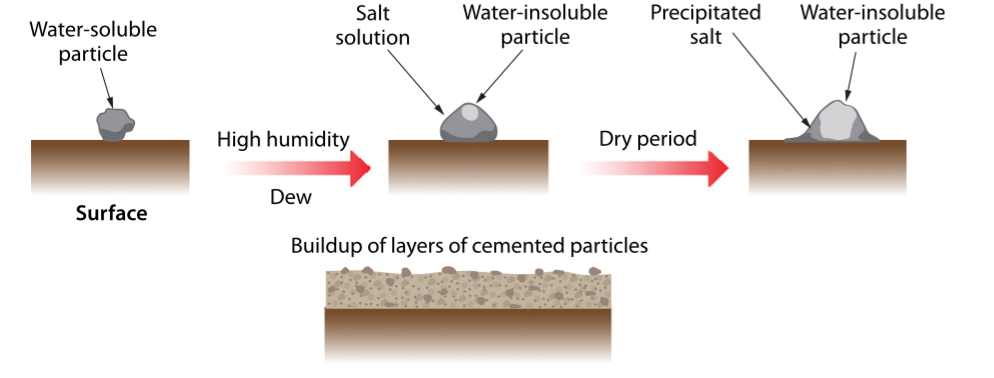 Water-soluble
particle
Salt
solution
Water-insoluble
particle
Precipitated
salt
Water-insoluble
particle
High humidity
Dew
Dry period
Surface
Buildup of layers of cemented particles